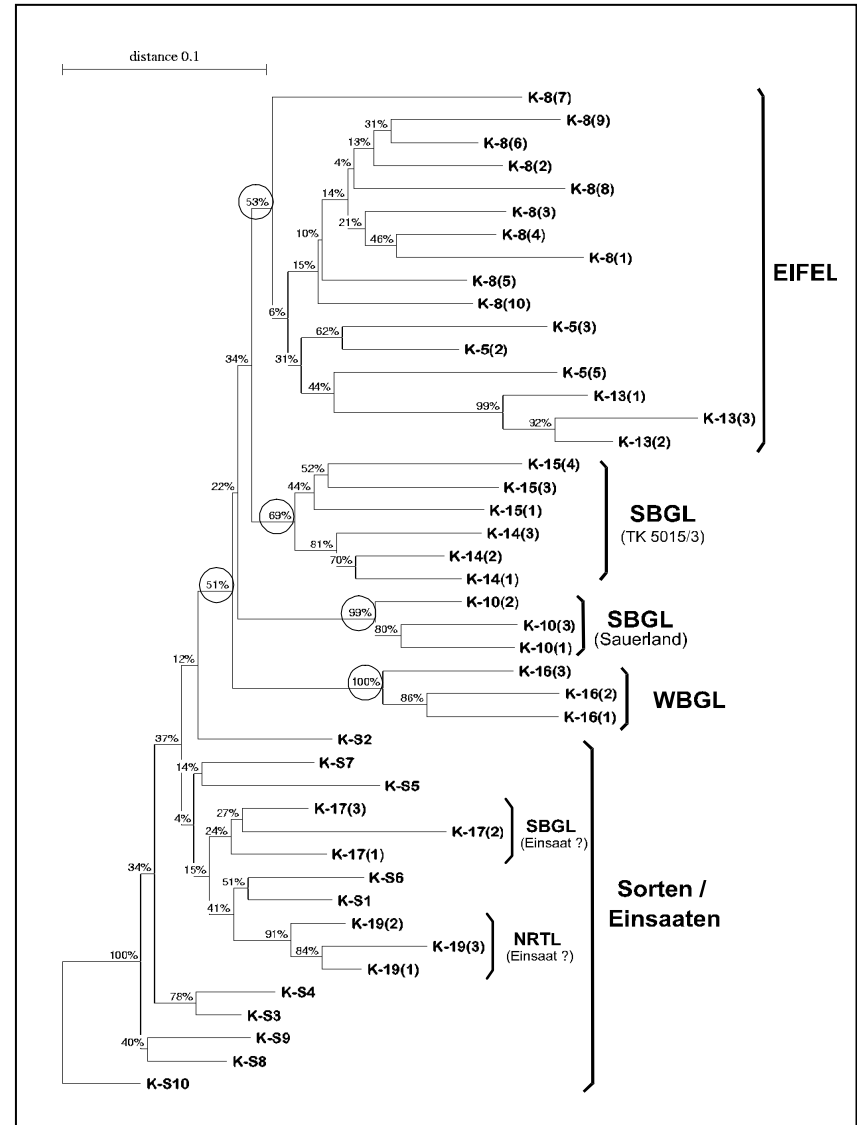 distance 0.1
K-8(7)
31%
K-8(9)
13%
K-8(6)
4%
K-8(2)
14%
K-8(8)
53%
21%
K-8(3)
10%
46%
K-8(4)
K-8(1)
15%
K-8(5)
EIFEL
6%
K-8(10)
62%
K-5(3)
34%
31%
K-5(2)
44%
K-5(5)
99%
K-13(1)
92%
K-13(3)
K-13(2)
52%
K-15(4)
22%
44%
K-15(3)
69%
K-15(1)
SBGL
(TK 5015/3)
81%
K-14(3)
70%
K-14(2)
K-14(1)
51%
99%
K-10(2)
80%
K-10(3)
SBGL
(Sauerland)
K-10(1)
12%
100%
K-16(3)
86%
K-16(2)
WBGL
K-16(1)
37%
K-S2
14%
K-S7
K-S5
4%
27%
K-17(3)
24%
K-17(2)
SBGL
(Einsaat ?)
K-17(1)
34%
15%
51%
K-S6
41%
K-S1
Sorten /
Einsaaten
91%
K-19(2)
84%
K-19(3)
NRTL
(Einsaat ?)
K-19(1)
100%
78%
K-S4
K-S3
40%
K-S9
K-S8
K-S10